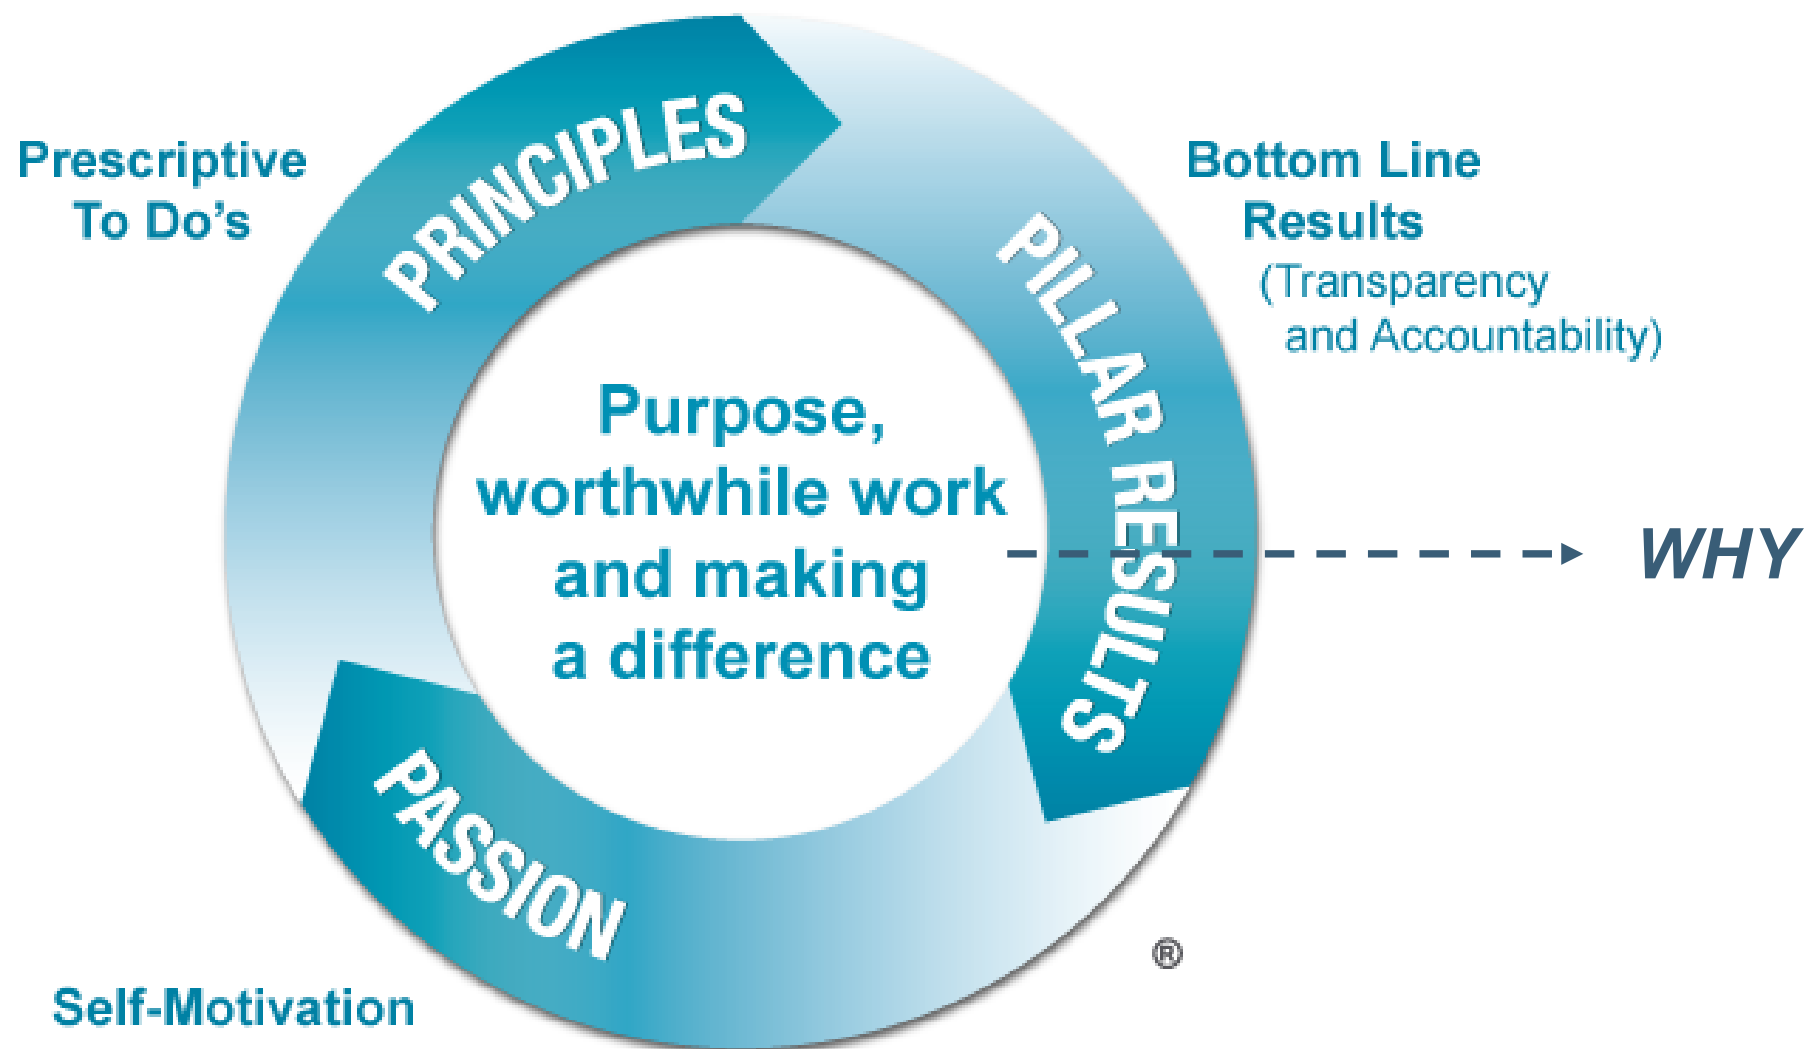 PRINCIPLES
Prescriptive
To Do's
PILLAR RESULTS
Bottom Line
Results
(Transparency
and Accountability)
Purpose,
worthwhile work
and making
a difference
WHY
PASSION
®
Self-Motivation